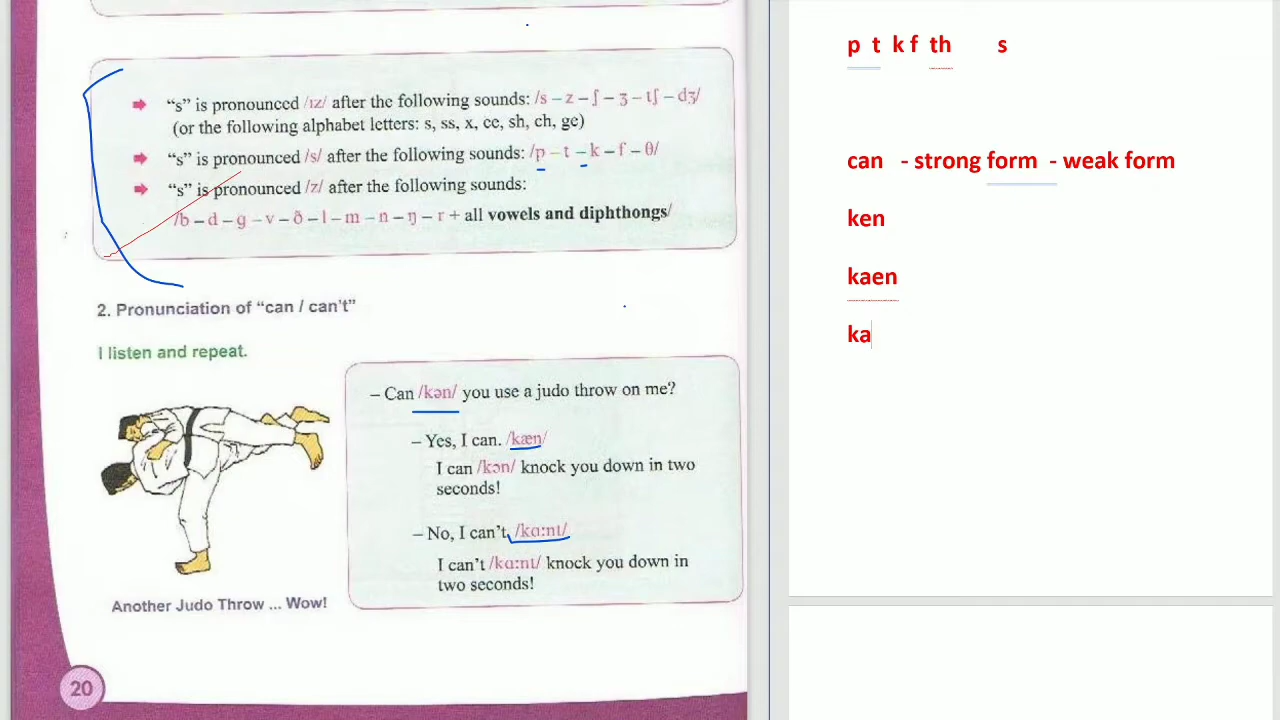 ➡ “s” is pronounced /ɪz/ after the following sounds: /s – z – ʃ – ʒ – tʃ – dʒ/
(or the following alphabet letters: s, ss, x, ce, sh, ch, ge)
➡ “s” is pronounced /s/ after the following sounds: /p – t – k – f – θ/
➡ “s” is pronounced /z/ after the following sounds:
/b – d – g – v – ð – l – m – n – ŋ – r + all vowels and diphthongs/
2. Pronunciation of “can / can’t”
I listen and repeat.
– Can /kən/ you use a judo throw on me?
– Yes, I can. /kæn/
I can /kən/ knock you down in two
seconds!
– No, I can’t. /kɑ:nt/
I can’t /kɑ:nt/ knock you down in
two seconds!
Another Judo Throw ... Wow!
20
p t k f th s
can - strong form - weak form
ken
kaen
ka